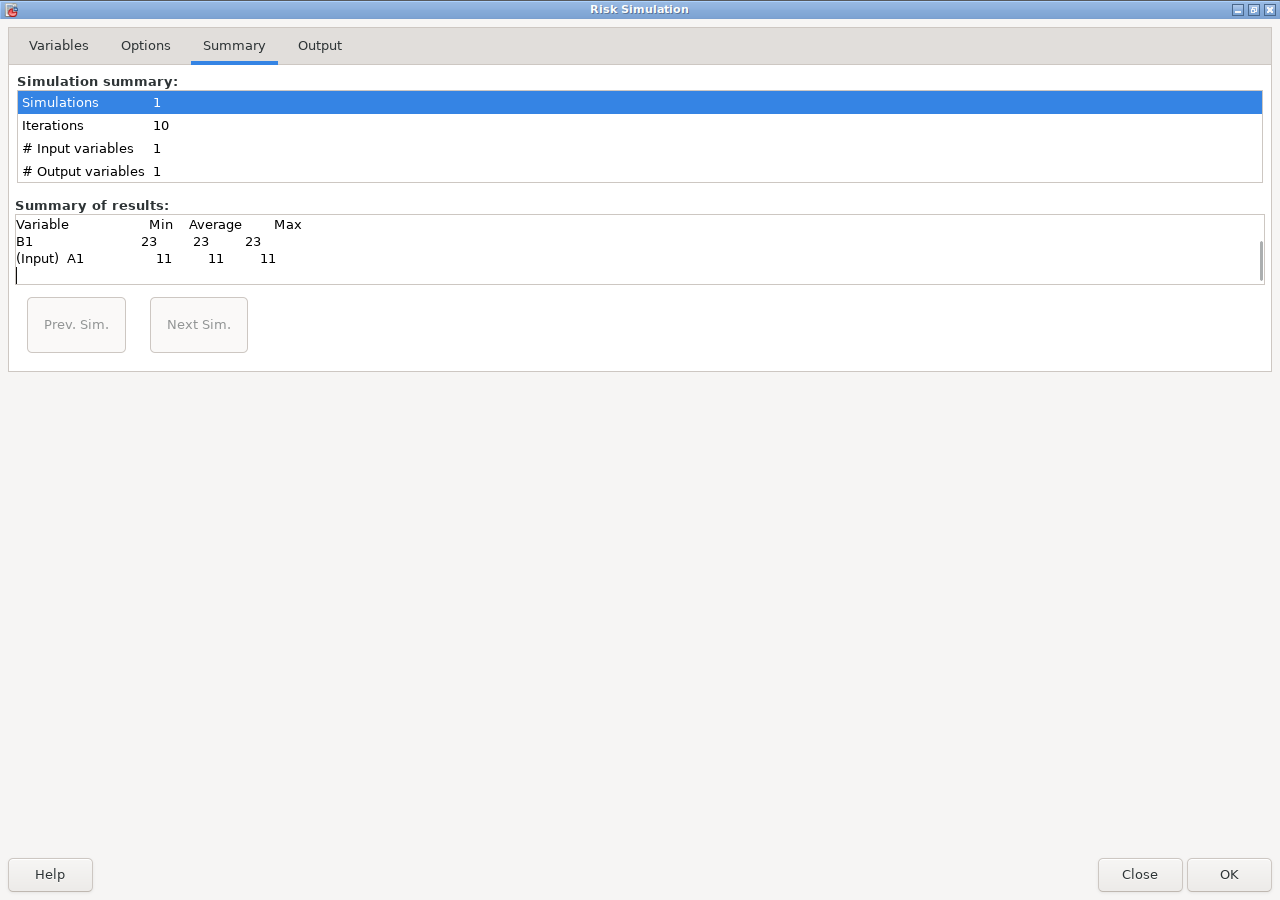 Risk Simulation
Variables Options Summary Output
Simulation summary:
Simulations 1
Iterations 10
# Input variables 1
# Output variables 1
Summary of results:
Variable Min Average Max
B1 23 23 23
(Input) A1 11 11 11
Prev. Sim. Next Sim.
Help Close OK